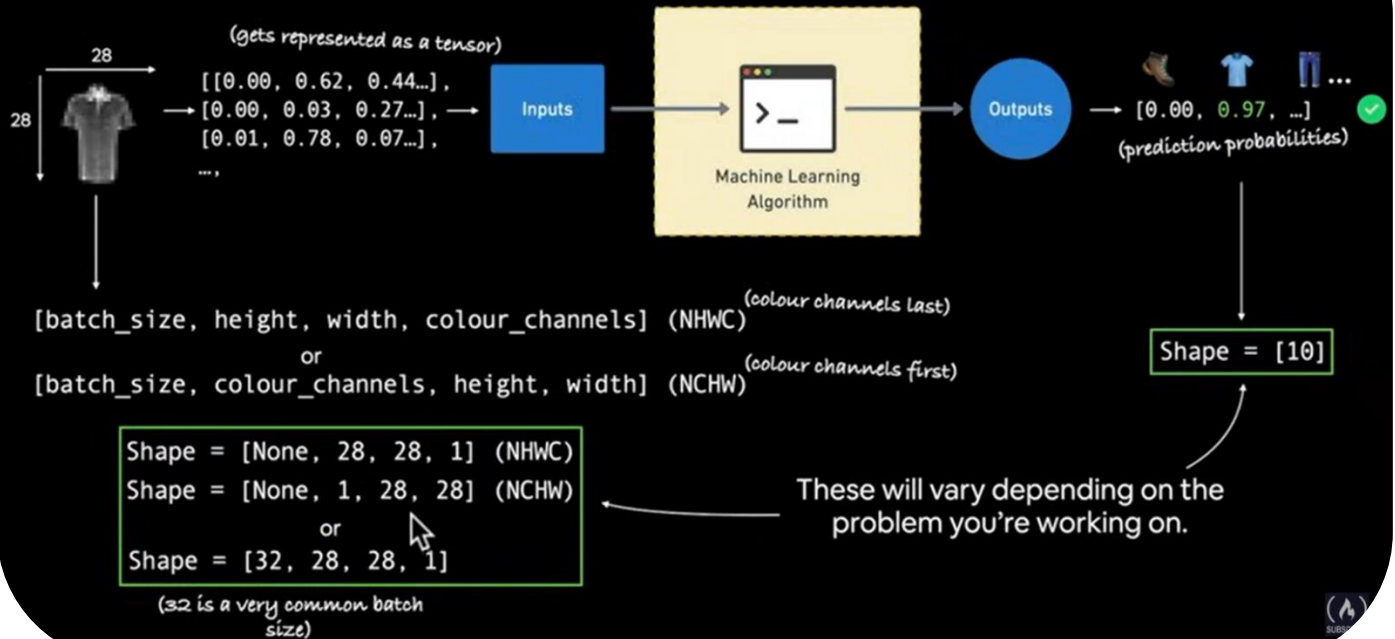 (gets represented as a tensor)
28
28
[[0.00, 0.62, 0.44…],
[0.00, 0.03, 0.27…],
[0.01, 0.78, 0.07…],
…,
Inputs
Machine Learning
Algorithm
Outputs
...
[0.00, 0.97, …]
(prediction probabilities)
[batch_size, height, width, colour_channels] (NHWC)
(colour channels last)
or
[batch_size, colour_channels, height, width] (NCHW)
(colour channels first)
Shape = [10]
Shape = [None, 28, 28, 1] (NHWC)
Shape = [None, 1, 28, 28] (NCHW)
or
Shape = [32, 28, 28, 1]
(32 is a very common batch
size)
These will vary depending on the
problem you're working on.